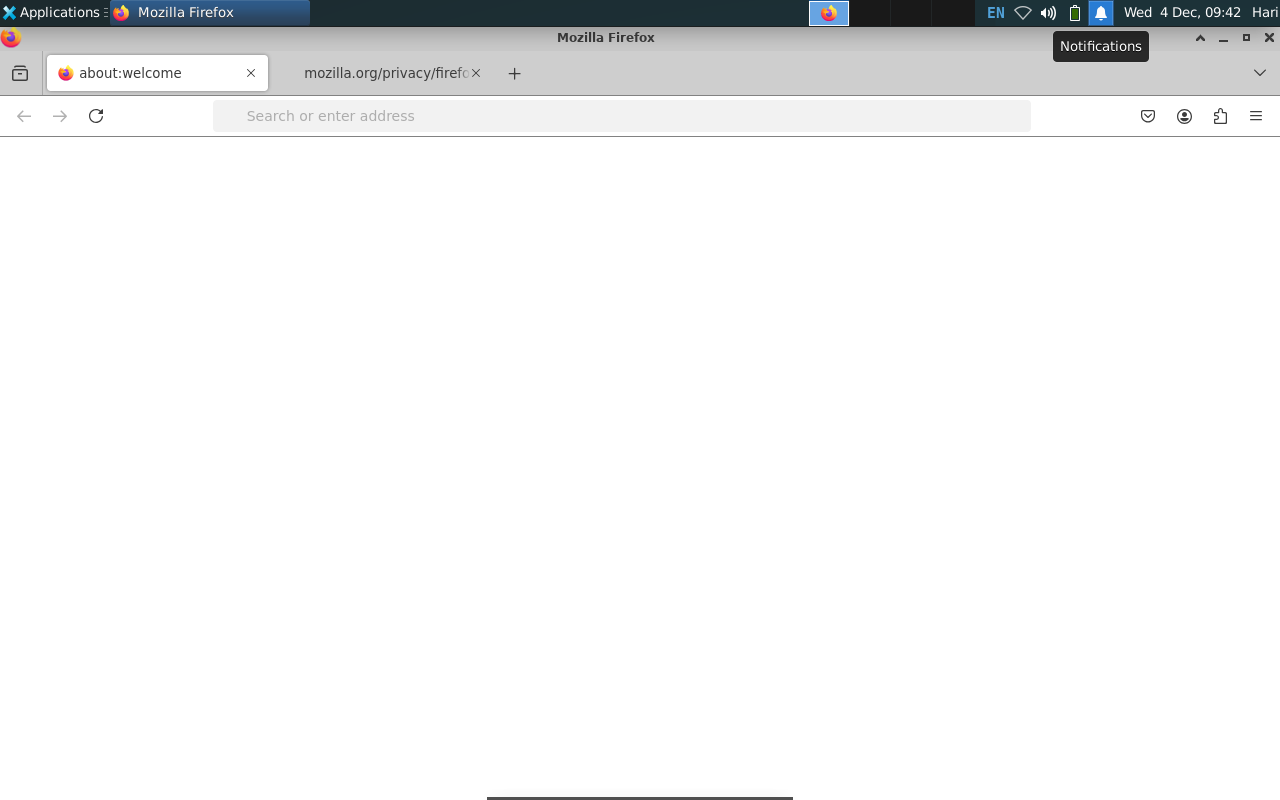 Applications
Mozilla Firefox
EN
Wed 4 Dec, 09:42
Hari
Mozilla Firefox
Notifications
about:welcome
mozilla.org/privacy/firefo
Search or enter address